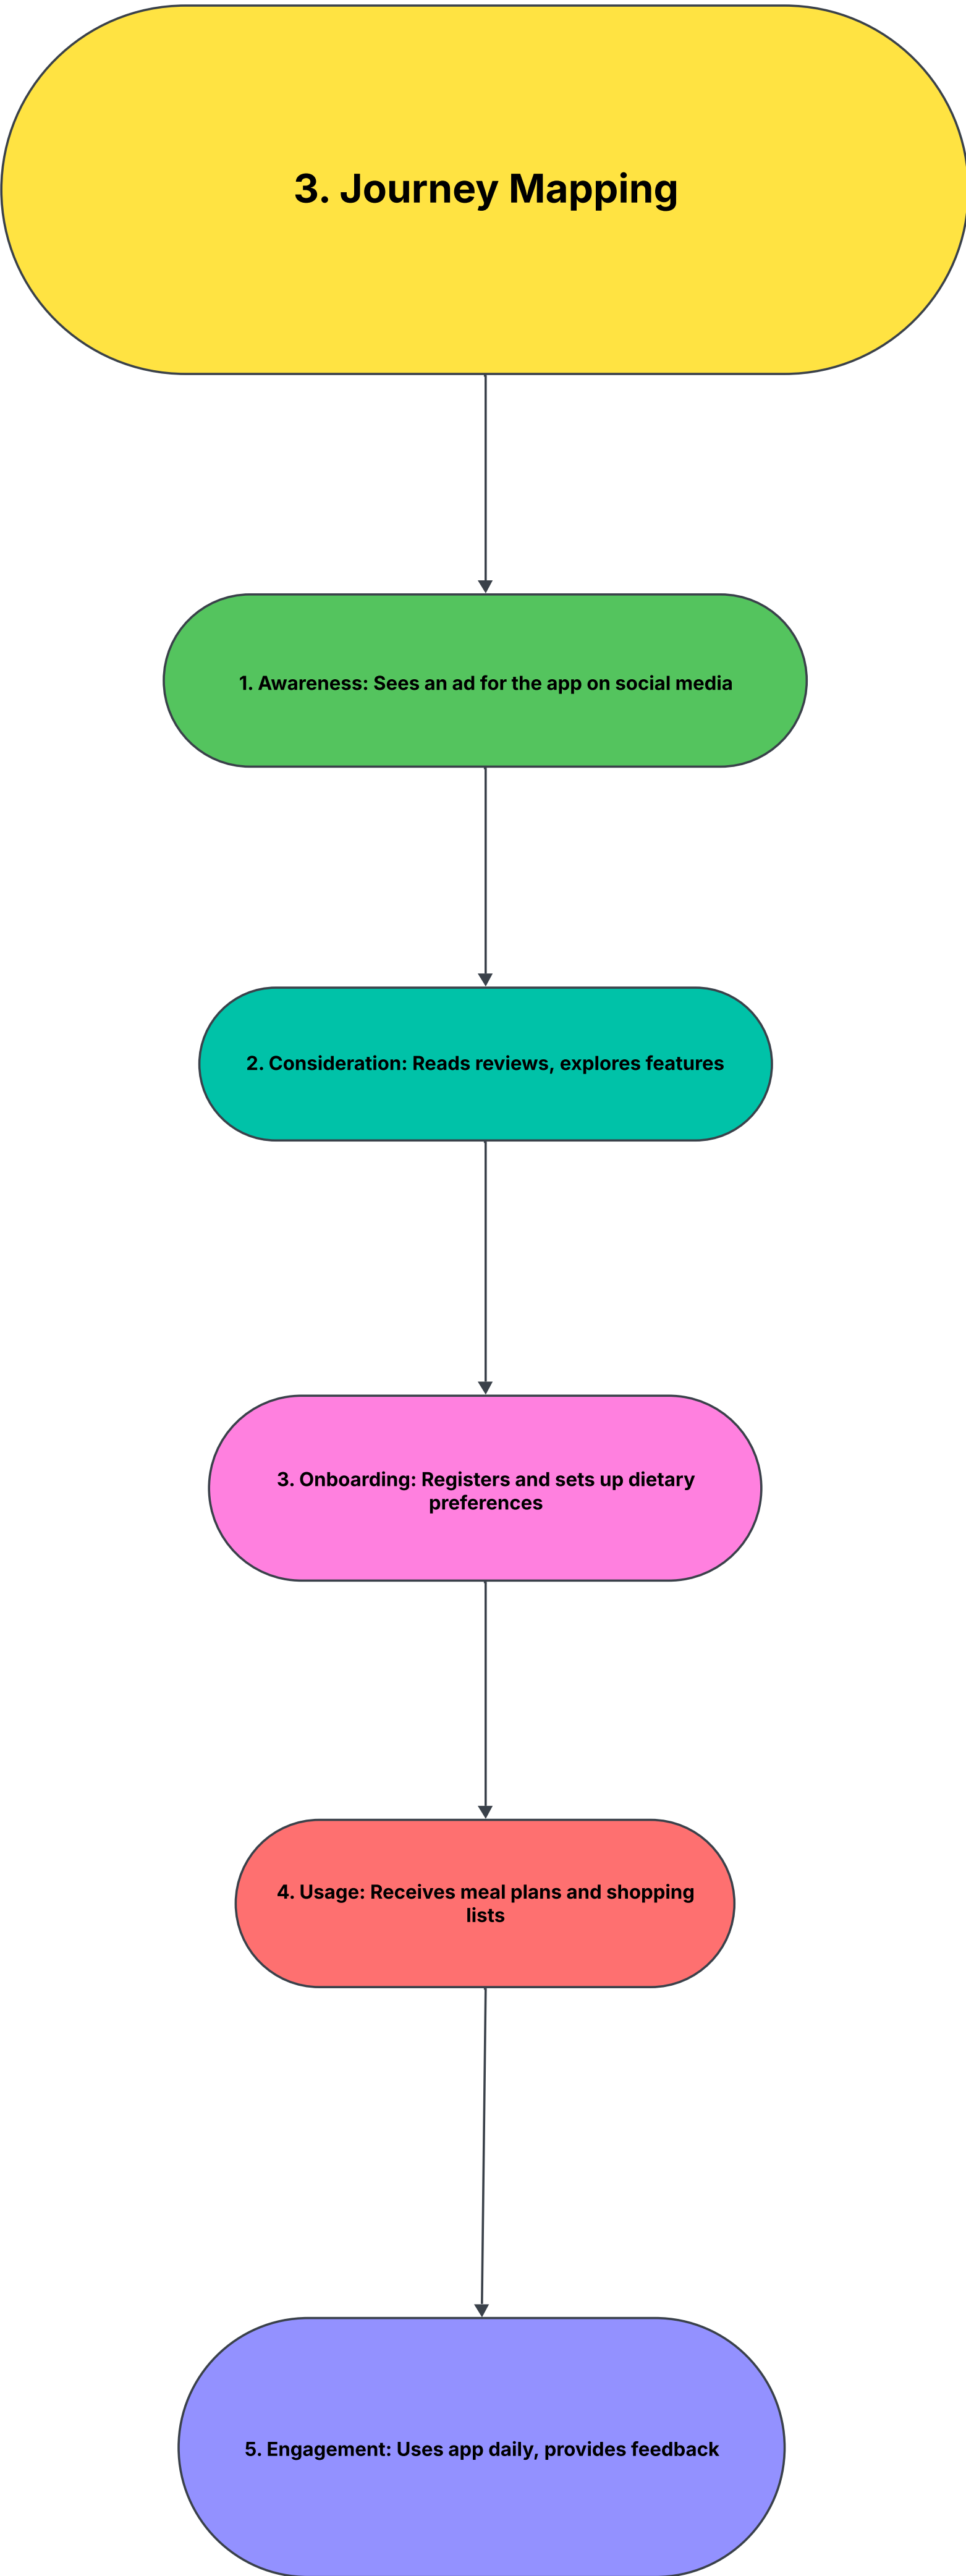 3. Journey Mapping
1. Awareness: Sees an ad for the app on social media
2. Consideration: Reads reviews, explores features
3. Onboarding: Registers and sets up dietary
preferences
4. Usage: Receives meal plans and shopping
lists
5. Engagement: Uses app daily, provides feedback